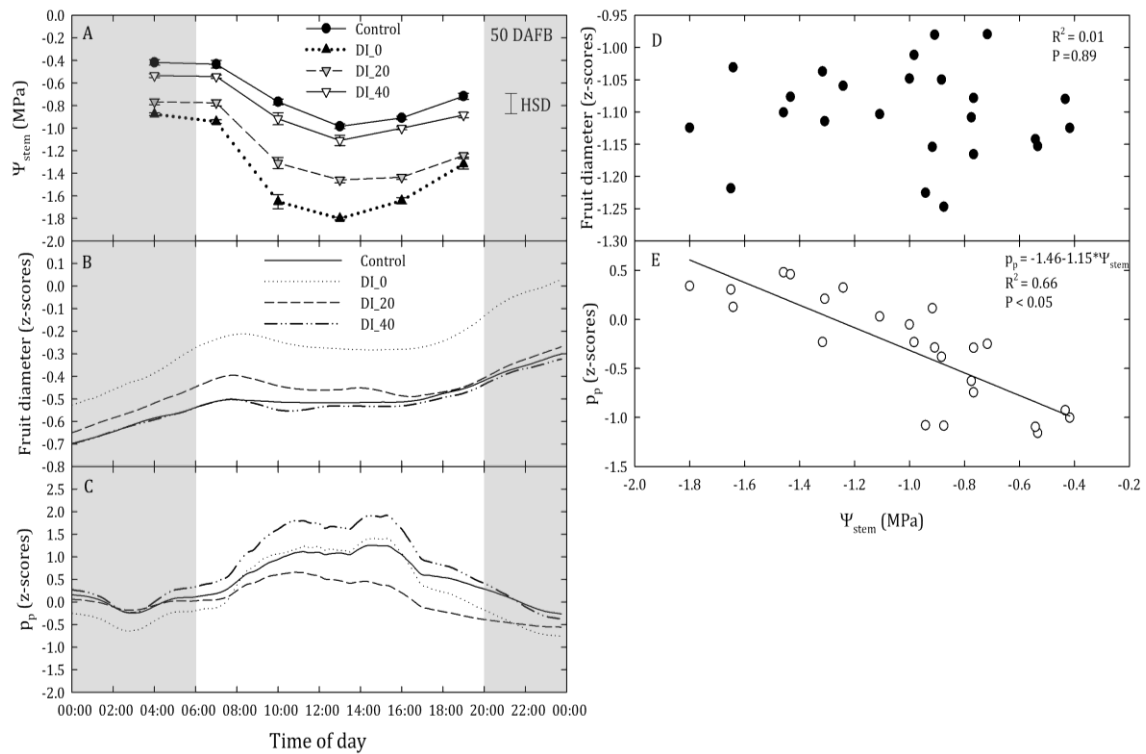 A
Control
DI_0
DI_20
DI_40
50 DAFB
HSD
Ψstem (MPa)
0.0
-0.2
-0.4
-0.6
-0.8
-1.0
-1.2
-1.4
-1.6
-1.8
-2.0
B
Control
DI_0
DI_20
DI_40
Fruit diameter (z-scores)
0.1
0.0
-0.1
-0.2
-0.3
-0.4
-0.5
-0.6
-0.7
-0.8
C
pp (z-scores)
2.5
2.0
1.5
1.0
0.5
0.0
-0.5
-1.0
-1.5
2.0
00:00 02:00 04:00 06:00 08:00 10:00 12:00 14:00 16:00 18:00 20:00 22:00 00:00
Time of day
D
R2 = 0.01
P = 0.89
Fruit diameter (z-scores)
-1.00
-1.05
-1.10
-1.15
-1.20
-1.25
-1.30
E
pp = -1.46-1.15*Ψstem
R2 = 0.66
P < 0.05
pp (z-scores)
0.5
0.0
-0.5
-1.0
-1.5
-2.0 -1.8 -1.6 -1.4 -1.2 -1.0 -0.8 -0.6 -0.4 -0.2
Ψstem (MPa)